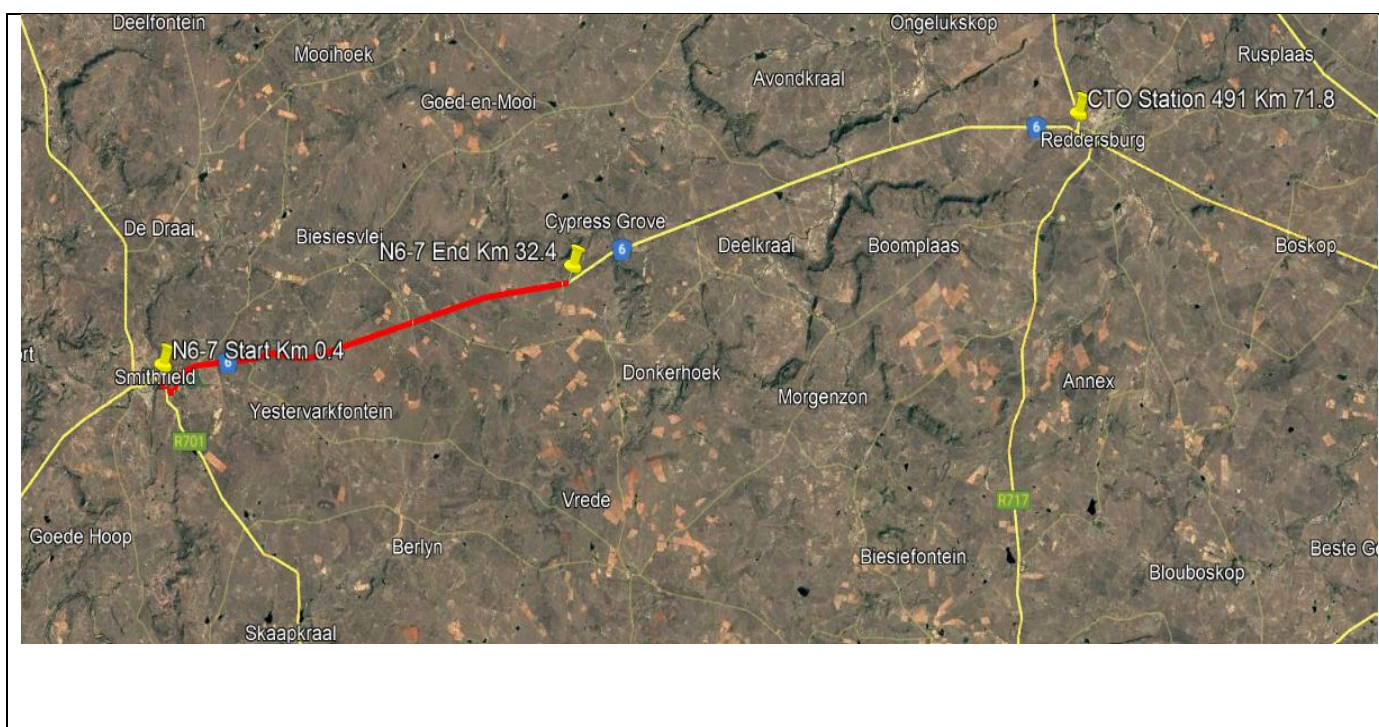 Deelfontein
Ongelukskop
Mooihoek
Rusplaas
Avondkraal
Goed-en-Mooi
CTO Station 491 Km 71.8
6
Reddersburg
De Draai
Cypress Grove
Biesiesvlei
N6-7 End Km 32.4
6
Deelkraal
Boomplaas
Boskop
N6-7 Start Km 0.4
6
Smithfield
Donkerhoek
Annex
Morgenzon
Yestervarkfontein
R701
Vrede
R717
Goede Hoop
Berlyn
Biesiefontein
Blouboskop
Skaapkraal